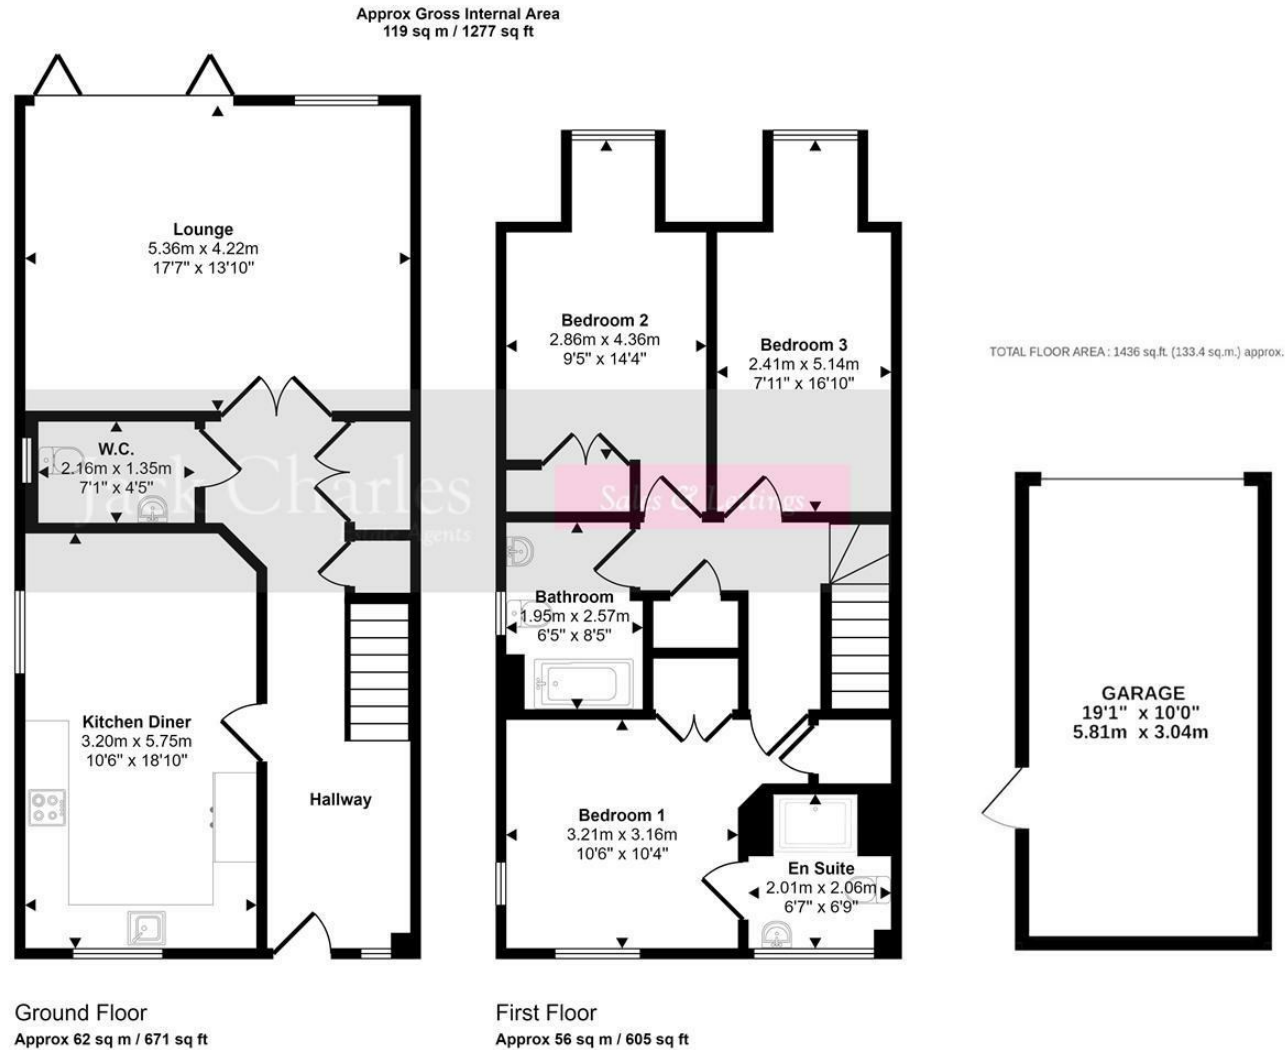 Approx Gross Internal Area
119 sq m / 1277 sq ft
Lounge
5.36m x 4.22m
17'7" x 13'10"
Bedroom 2
2.86m x 4.36m
9'5" x 14'4"
Bedroom 3
2.41m x 5.14m
7'11" x 16'10"
TOTAL FLOOR AREA : 1436 sq.ft. (133.4 sq.m.) approx.
W.C.
2.16m x 1.35m
7'1" x 4'5"
Jack Charles
Estate Agents
Sales & Lettings
Bathroom
1.95m x 2.57m
6'5" x 8'5"
Kitchen Diner
3.20m x 5.75m
10'6" x 18'10"
Hallway
Bedroom 1
3.21m x 3.16m
10'6" x 10'4"
En Suite
2.01m x 2.06m
6'7" x 6'9"
GARAGE
19'1" x 10'0"
5.81m x 3.04m
Ground Floor
Approx 62 sq m / 671 sq ft
First Floor
Approx 56 sq m / 605 sq ft